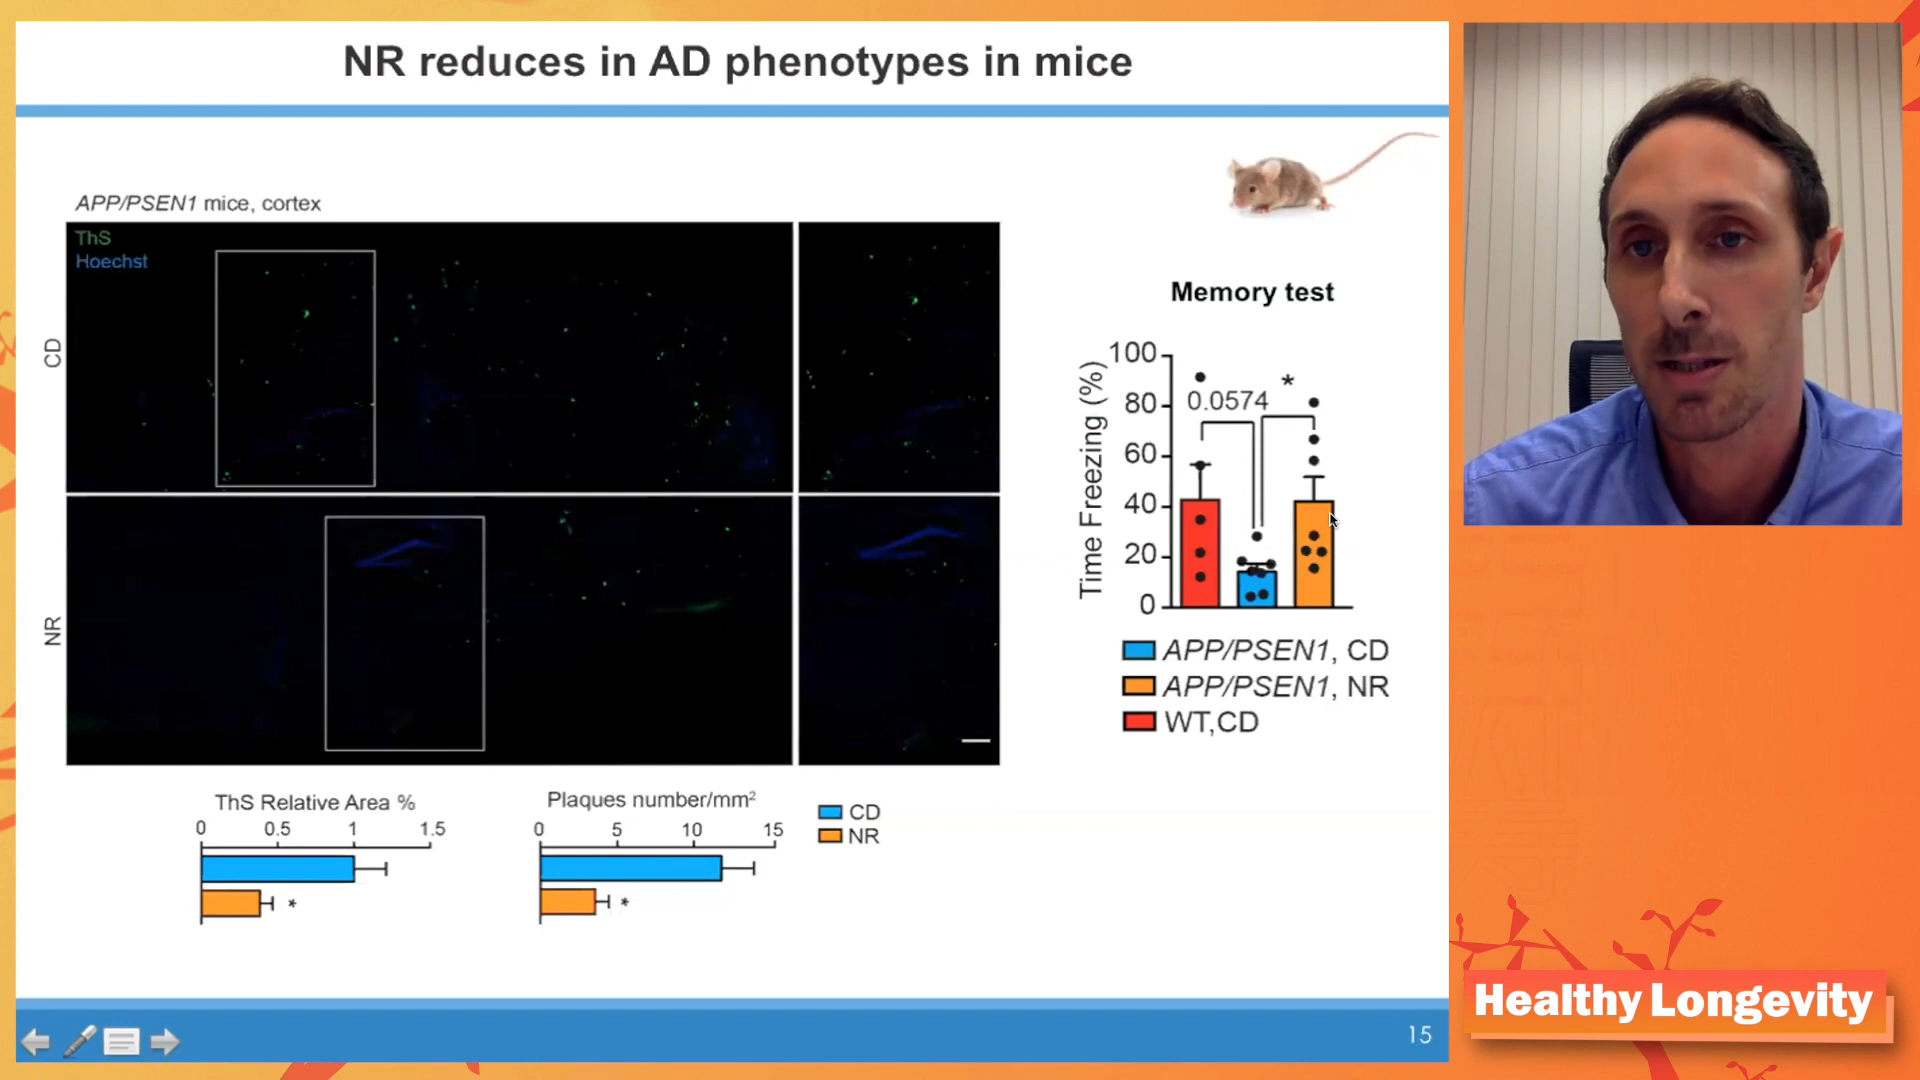 NR reduces in AD phenotypes in mice
APP/PSEN1 mice, cortex
ThS
Hoechst
CD
NR
Memory test
Time Freezing (%)
100
80
60
40
20
0
0.0574
*
APP/PSEN1, CD
APP/PSEN1, NR
WT,CD
ThS Relative Area %
0 0.5 1 1.5
*
Plaques number/mm²
0 5 10 15
*
CD
NR
15
Healthy Longevity